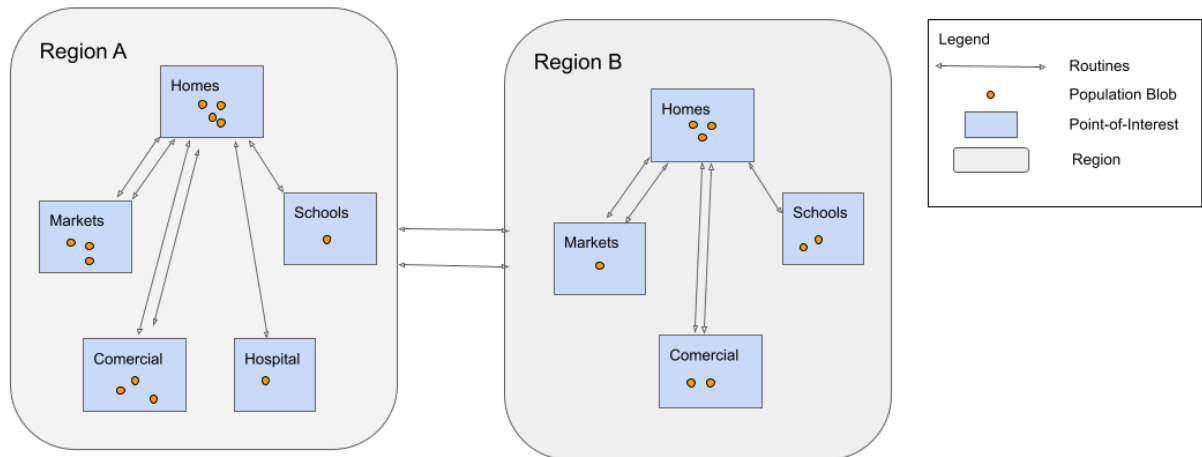 Region A
Homes
Markets
Schools
Comercial
Hospital
Region B
Homes
Markets
Schools
Comercial
Legend
Routines
Population Blob
Point-of-Interest
Region